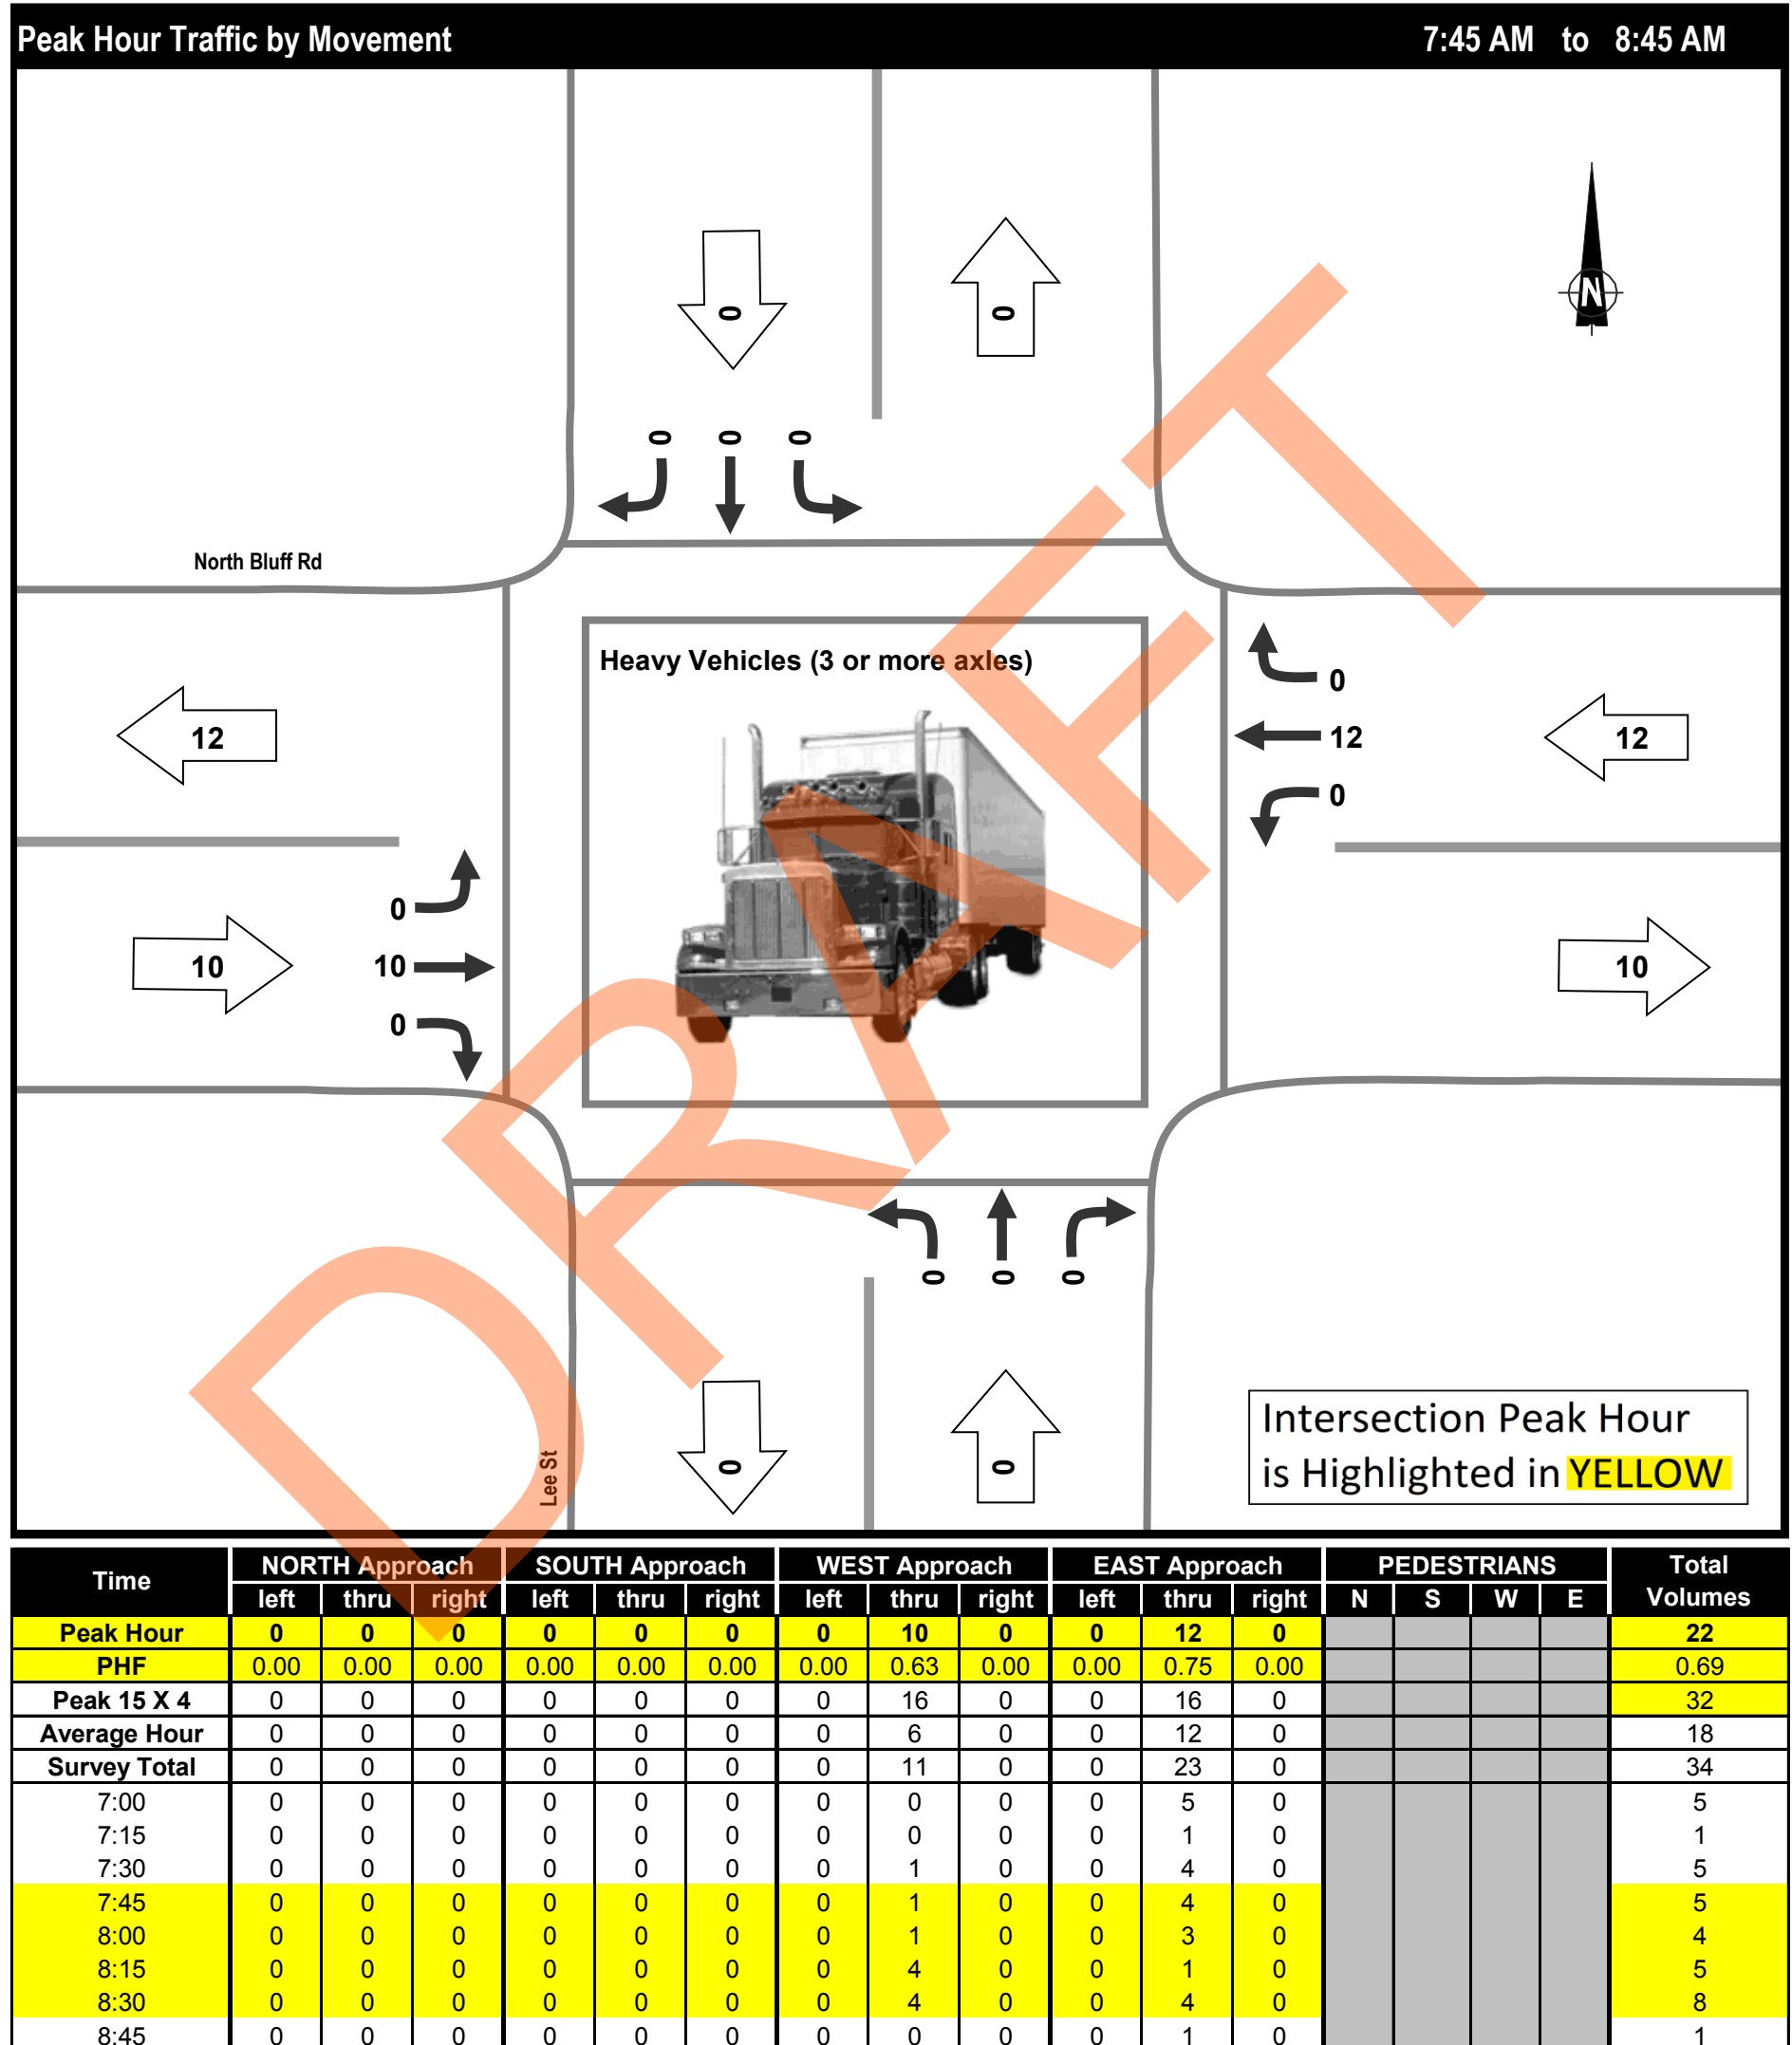 Peak Hour Traffic by Movement 7:45 AM to 8:45 AM
N
0 0
0 0 0
North Bluff Rd
Heavy Vehicles (3 or more axles)
0
12 12 12
0
0
10 10 10
0
0 0 0
0 0
Lee St
Intersection Peak Hour
is Highlighted in YELLOW
DRAFT
Time NORTH Approach SOUTH Approach WEST Approach EAST Approach PEDESTRIANS Total Volumes
left thru right left thru right left thru right left thru right N S W E
Peak Hour 0 0 0 0 0 0 0 10 0 0 12 0 22
PHF 0.00 0.00 0.00 0.00 0.00 0.00 0.00 0.63 0.00 0.00 0.75 0.00 0.69
Peak 15 X 4 0 0 0 0 0 0 0 16 0 0 16 0 32
Average Hour 0 0 0 0 0 0 0 6 0 0 12 0 18
Survey Total 0 0 0 0 0 0 0 11 0 0 23 0 34
7:00 0 0 0 0 0 0 0 0 0 0 5 0 5
7:15 0 0 0 0 0 0 0 0 0 0 1 0 1
7:30 0 0 0 0 0 0 0 1 0 0 4 0 5
7:45 0 0 0 0 0 0 0 1 0 0 4 0 5
8:00 0 0 0 0 0 0 0 1 0 0 3 0 4
8:15 0 0 0 0 0 0 0 4 0 0 1 0 5
8:30 0 0 0 0 0 0 0 4 0 0 4 0 8
8:45 0 0 0 0 0 0 0 0 0 0 1 0 1